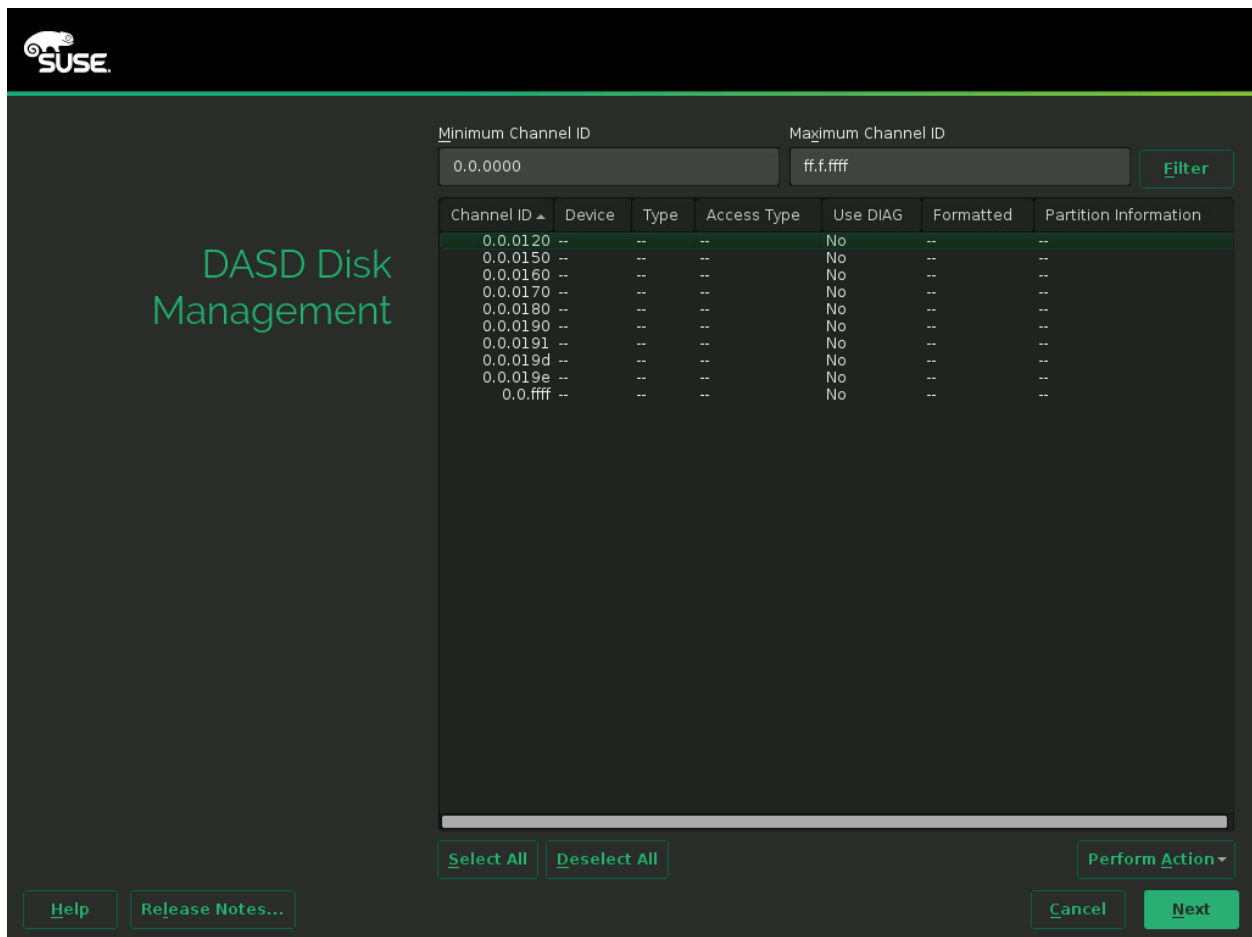 SUSE.
Minimum Channel ID Maximum Channel ID
0.0.0000 ff.f.ffff Filter
DASD Disk
Management
Channel ID Device Type Access Type Use DIAG Formatted Partition Information
0.0.0120 -- -- -- No -- --
0.0.0150 -- -- -- No -- --
0.0.0160 -- -- -- No -- --
0.0.0170 -- -- -- No -- --
0.0.0180 -- -- -- No -- --
0.0.0190 -- -- -- No -- --
0.0.0191 -- -- -- No -- --
0.0.019d -- -- -- No -- --
0.0.019e -- -- -- No -- --
0.0.ffff -- -- -- No -- --
Select All Deselect All Perform Action
Help Release Notes... Cancel Next